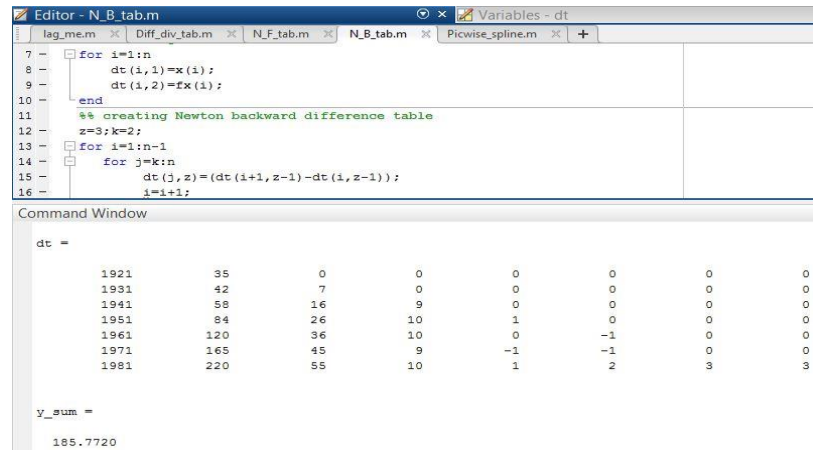 Editor - N_B_tab.m
Variables - dt
lag_me.m Diff_div_tab.m N_F_tab.m N_B_tab.m Picwise_spline.m +
7 - for i=1:n
8 - dt(i,1)=x(i);
9 - dt(i,2)=fx(i);
10 - end
11 %% creating Newton backward difference table
12 - z=3;k=2;
13 - for i=1:n-1
14 - for j=k:n
15 - dt(j,z)=(dt(i+1,z-1)-dt(i,z-1));
16 - i=i+1;
Command Window
dt =
1921 35 0 0 0 0 0 0
1931 42 7 0 0 0 0 0
1941 58 16 9 0 0 0 0
1951 84 26 10 1 0 0 0
1961 120 36 10 0 -1 0 0
1971 165 45 9 -1 -1 0 0
1981 220 55 10 1 2 3 3
y_sum =
185.7720